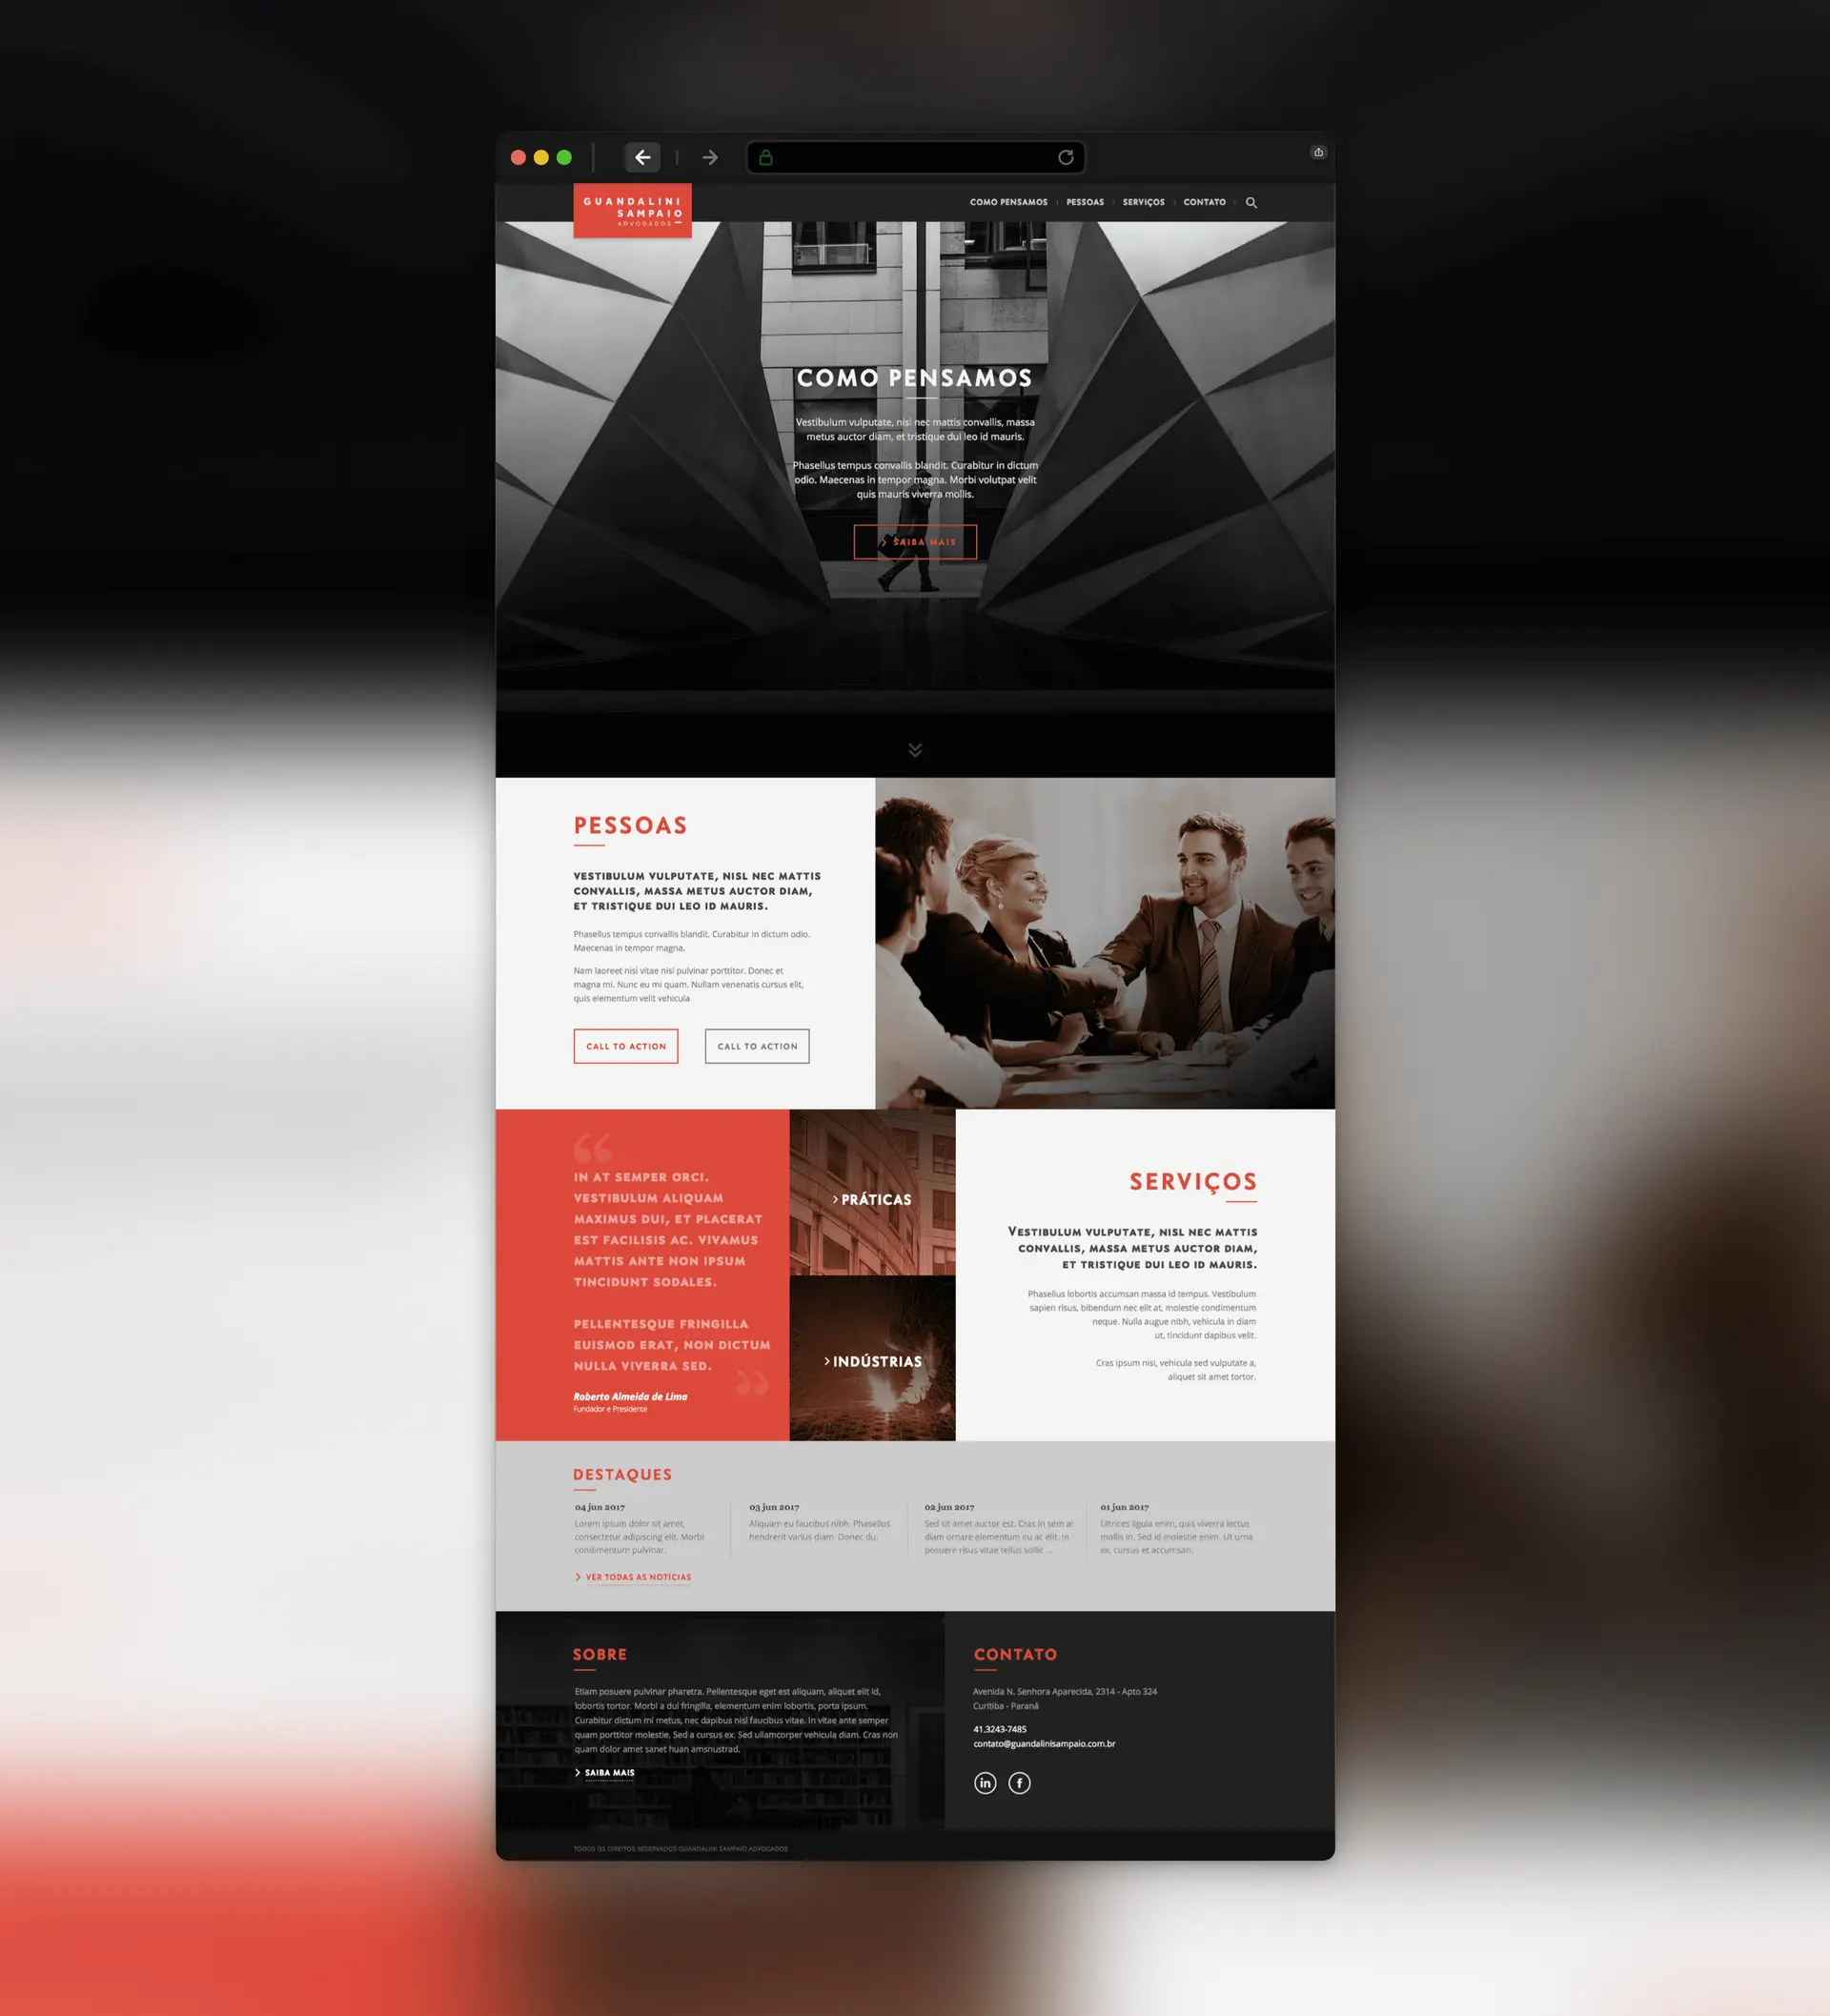 GUANDALINI
SAMPAIO
ADVOGADOS
COMO PENSAMOS
PESSOAS
SERVIÇOS
CONTATO
COMO PENSAMOS
Vestibulum vulputate, nisl nec mattis convallis, massa
metus auctor diam, et tristique dui leo id mauris.
Phasellus tempus convallis blandit. Curabitur in dictum
odio. Maecenas in tempor magna. Morbi volutpat velit
quis mauris viverra mollis.
SAIBA MAIS
PESSOAS
VESTIBULUM VULPUTATE, NISL NEC MATTIS
CONVALLIS, MASSA METUS AUCTOR DIAM,
ET TRISTIQUE DUI LEO ID MAURIS.
Phasellus tempus convallis blandit. Curabitur in dictum odio.
Maecenas in tempor magna.
Nam laoreet nisi vitae nisl pulvinar porttitor. Donec et
magna mi. Nunc eu mi quam. Nullam venenatis cursus elit,
quis elementum velit vehicula
CALL TO ACTION
CALL TO ACTION
“
IN AT SEMPER ORCI.
VESTIBULUM ALIQUAM
MAXIMUS DUI, ET PLACERAT
EST FACILISIS AC. VIVAMUS
MATTIS ANTE NON IPSUM
TINCIDUNT SODALES.
PELLENTESQUE FRINGILLA
EUISMOD ERAT, NON DICTUM
NULLA VIVERRA SED.
”
Roberto Almeida de Lima
Fundador e Presidente
PRÁTICAS
INDÚSTRIAS
SERVIÇOS
VESTIBULUM VULPUTATE, NISL NEC MATTIS
CONVALLIS, MASSA METUS AUCTOR DIAM,
ET TRISTIQUE DUI LEO ID MAURIS.
Phasellus lobortis accumsan massa id tempus. Vestibulum
sapien risus, bibendum nec elit at, molestie condimentum
neque. Nulla augue nibh, vehicula in diam
ut, tincidunt dapibus velit.
Cras ipsum nisi, vehicula sed vulputate a,
aliquet sit amet tortor.
DESTAQUES
04 jun 2017
Lorem ipsum dolor sit amet,
consectetur adipiscing elit. Morbi
condimentum pulvinar.
03 jun 2017
Aliquam eu faucibus nibh. Phasellus
hendrerit varius diam. Donec du.
02 jun 2017
Sed sit amet auctor est. Cras in sem at
diam ornare elementum eu ac elit. In
posuere risus vitae tellus sollic ...
01 jun 2017
Ultrices ligula enim, quis viverra lectus
mollis in. Sed id molestie enim. Ut urna
ex, cursus et accumsan.
VER TODAS AS NOTÍCIAS
SOBRE
Etiam posuere pulvinar pharetra. Pellentesque eget est aliquam, aliquet elit id,
lobortis tortor. Morbi a dui fringilla, elementum enim lobortis, porta ipsum.
Curabitur dictum mi metus, nec dapibus nisl faucibus vitae. In vitae ante semper
quam porttitor molestie. Sed a cursus ex. Sed ullamcorper vehicula diam. Cras non
quam dolor amet sanet huan amsnustrad.
SAIBA MAIS
CONTATO
Avenida N. Senhora Aparecida, 2314 - Apto 324
Curitiba - Paraná
41.3243-7485
contato@guandalinisampaio.com.br
in
f
TODOS OS DIREITOS RESERVADOS GUANDALINI SAMPAIO ADVOGADOS